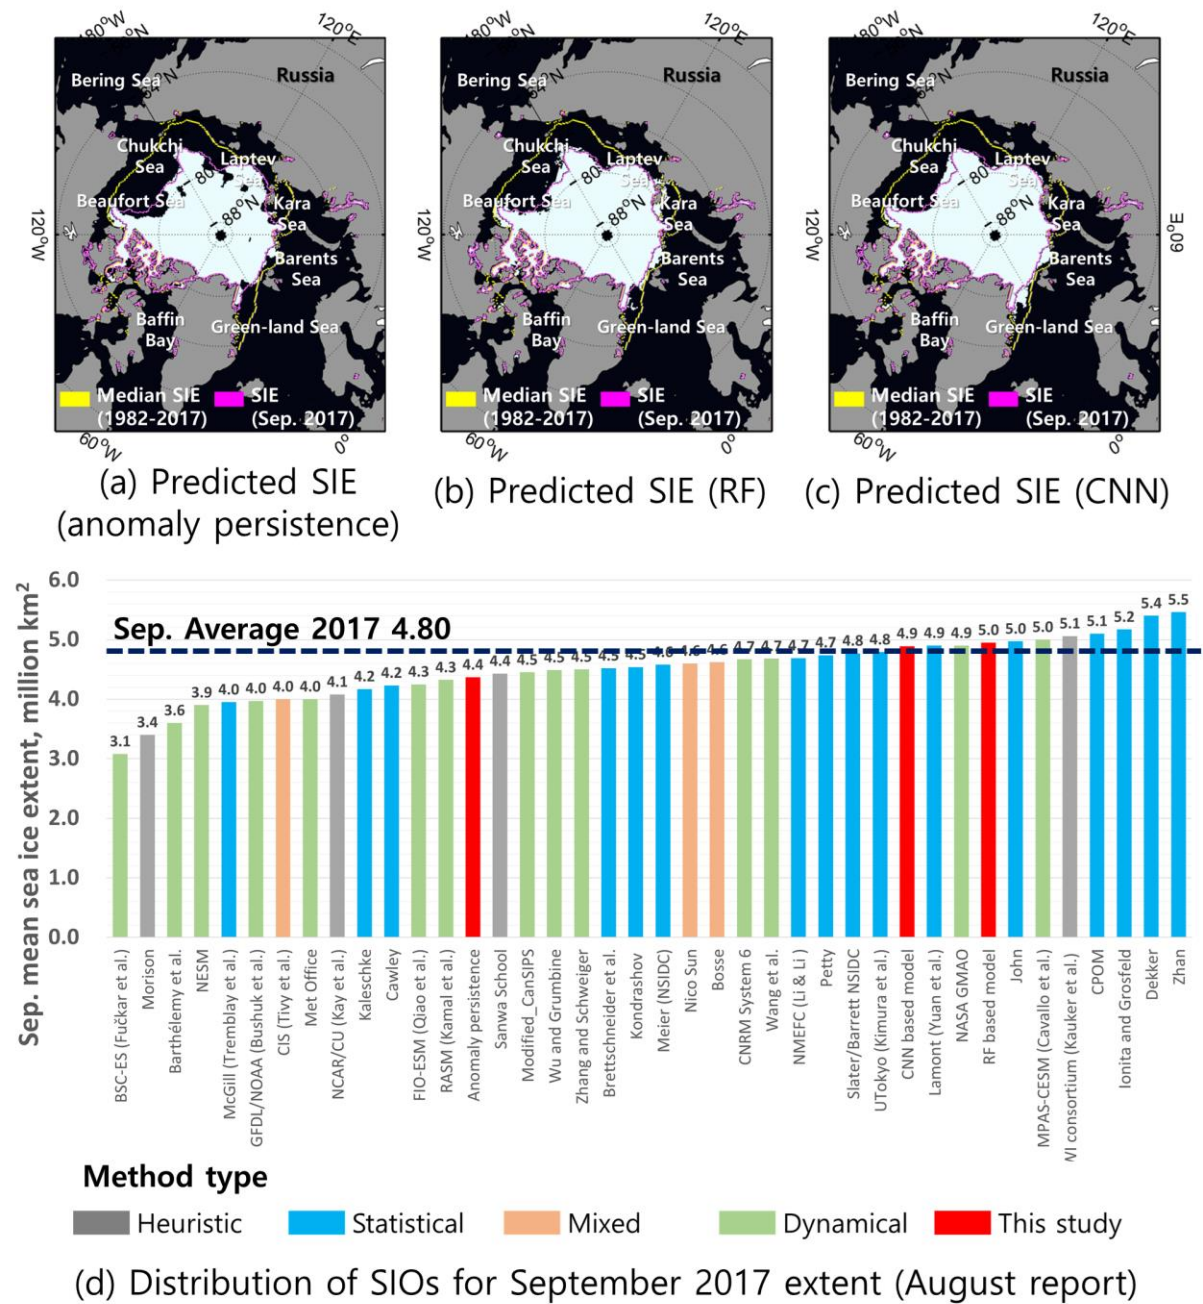 180°W
120°E
180°W
120°E
180°W
120°E
Bering Sea
Russia
Bering Sea
Russia
Bering Sea
Russia
Chukchi
Sea
Laptev
Sea
Chukchi
Sea
Laptev
Sea
Chukchi
Sea
Laptev
Sea
80
80
80
Beaufort Sea
88°N
Kara
Sea
Beaufort Sea
88°N
Kara
Sea
Beaufort Sea
88°N
Kara
Sea
120°W
120°W
120°W
60°E
Barents
Sea
Barents
Sea
Barents
Sea
Baffin
Bay
Green-land Sea
Baffin
Bay
Green-land Sea
Baffin
Bay
Green-land Sea
Median SIE
(1982-2017)
SIE
(Sep. 2017)
Median SIE
(1982-2017)
SIE
(Sep. 2017)
Median SIE
(1982-2017)
SIE
(Sep. 2017)
60°W
0°
60°W
0°
60°W
0°
(a) Predicted SIE
(anomaly persistence)
(b) Predicted SIE (RF)
(c) Predicted SIE (CNN)
Sep. mean sea ice extent, million km²
6.0
5.0
4.0
3.0
2.0
1.0
0.0
Sep. Average 2017 4.80
3.1
3.4
3.6
3.9
4.0
4.0
4.0
4.0
4.1
4.2
4.2
4.3
4.3
4.4
4.4
4.5
4.5
4.5
4.5
4.5
4.6
4.6
4.6
4.7
4.7
4.7
4.7
4.8
4.8
4.9
4.9
4.9
5.0
5.0
5.0
5.1
5.1
5.2
5.4
5.5
BSC-ES (Fučkar et al.)
Morison
Barthélemy et al.
NESM
McGill (Tremblay et al.)
GFDL/NOAA (Bushuk et al.)
CIS (Tivy et al.)
Met Office
NCAR/CU (Kay et al.)
Kaleschke
Cawley
FIO-ESM (Qiao et al.)
RASM (Kamal et al.)
Anomaly persistence
Sanwa School
Modified_CanSIPS
Wu and Grumbine
Zhang and Schweiger
Brettschneider et al.
Kondrashov
Meier (NSIDC)
Nico Sun
Bosse
CNRM System 6
Wang et al.
NMEFC (Li & Li )
Petty
Slater/Barrett NSIDC
UTokyo (Kimura et al.)
CNN based model
Lamont (Yuan et al.)
NASA GMAO
RF based model
John
MPAS-CESM (Cavallo et al.)
WI consortium (Kauker et al.)
CPOM
Ionita and Grosfeld
Dekker
Zhan
Method type
Heuristic
Statistical
Mixed
Dynamical
This study
(d) Distribution of SIOs for September 2017 extent (August report)